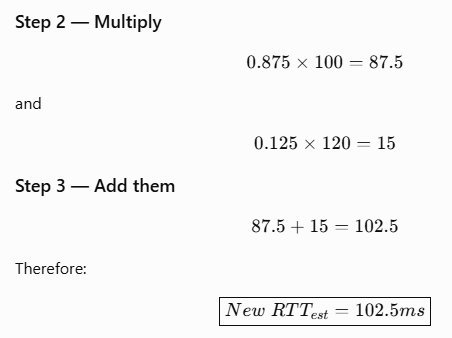 Step 2 — Multiply
0.875 × 100 = 87.5
and
0.125 × 120 = 15
Step 3 — Add them
87.5 + 15 = 102.5
Therefore:
New RTT_est = 102.5ms